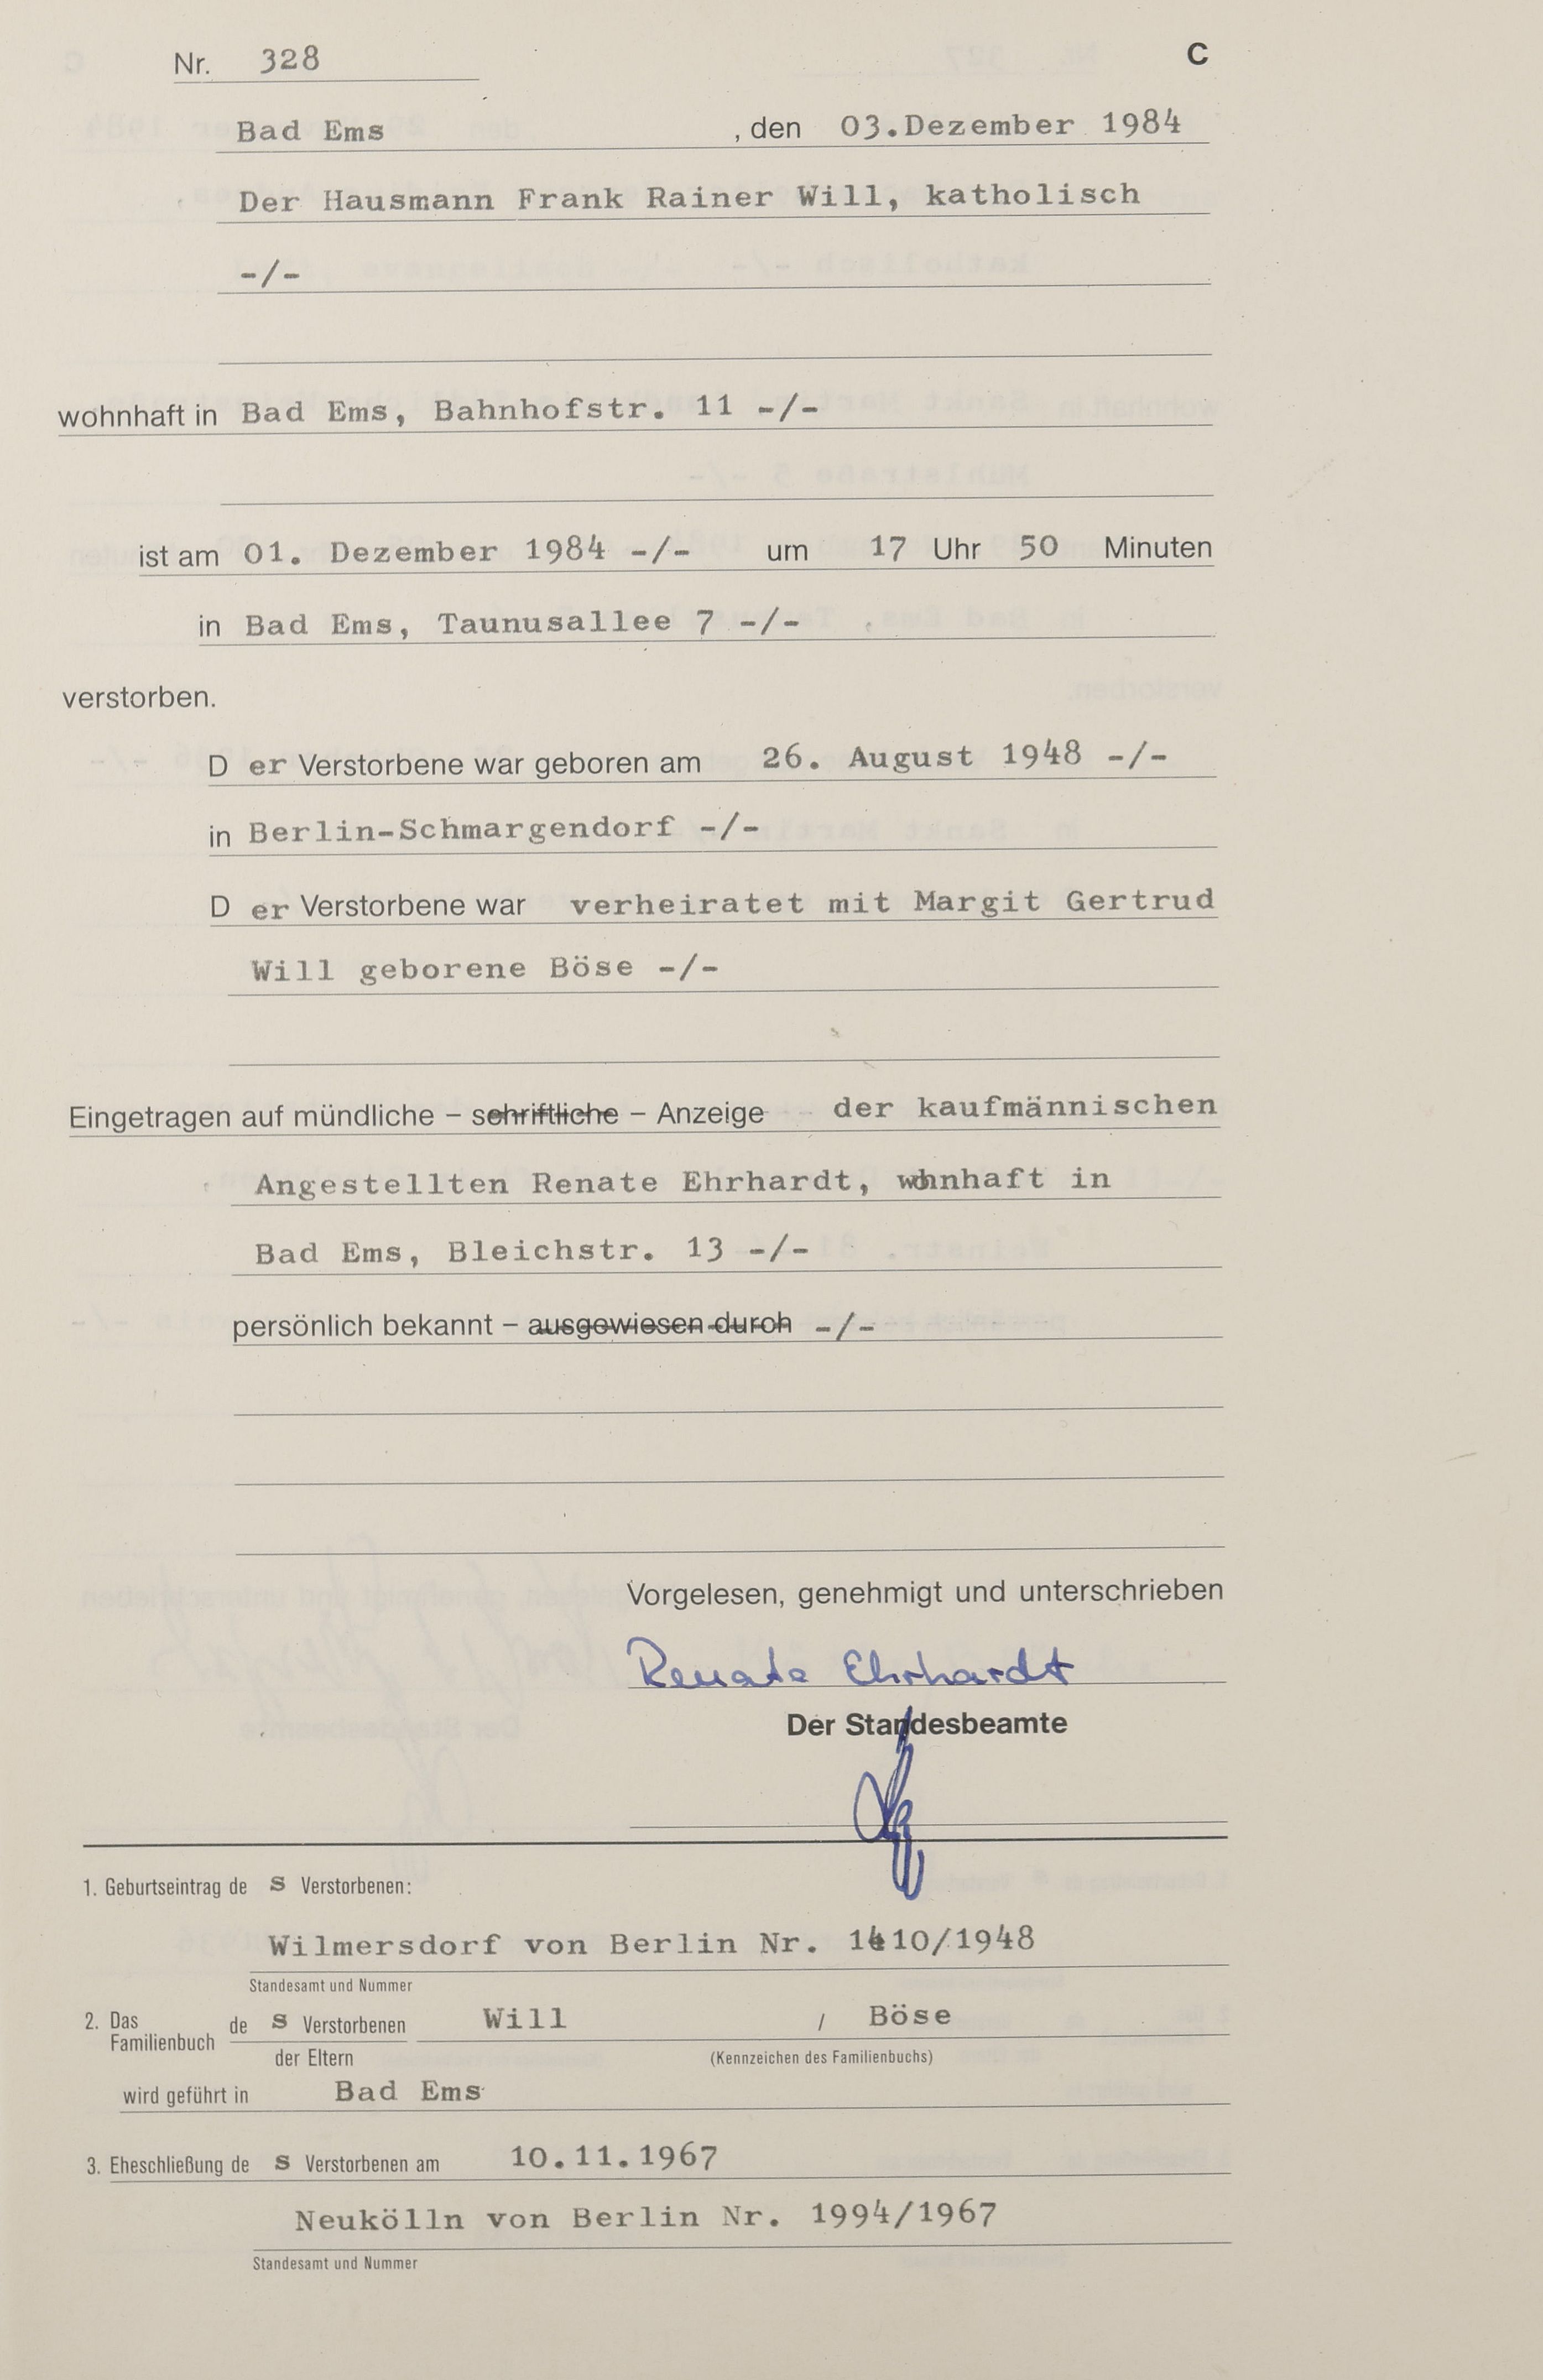 Nr. 328 C
Bad Ems , den 03.Dezember 1984
Der Hausmann Frank Rainer Will, katholisch
-/-
wohnhaft in Bad Ems, Bahnhofstr. 11 -/-
ist am 01. Dezember 1984 -/- um 17 Uhr 50 Minuten
in Bad Ems, Taunusallee 7 -/-
verstorben.
D er Verstorbene war geboren am 26. August 1948 -/-
in Berlin-Schmargendorf -/-
D er Verstorbene war verheiratet mit Margit Gertrud
Will geborene Böse -/-
Eingetragen auf mündliche – schriftliche – Anzeige der kaufmännischen
Angestellten Renate Ehrhardt, wohnhaft in
Bad Ems, Bleichstr. 13 -/-
persönlich bekannt – ausgewiesen durch -/-
Vorgelesen, genehmigt und unterschrieben
Renate Ehrhardt
Der Standesbeamte
1. Geburtseintrag de s Verstorbenen:
Wilmersdorf von Berlin Nr. /1948
Standesamt und Nummer
2. Das Familienbuch de s Verstorbenen Will / Böse
der Eltern (Kennzeichen des Familienbuchs)
wird geführt in Bad Ems
3. Eheschließung de s Verstorbenen am 10.11.1967
Neukölln von Berlin Nr. 1994/1967
Standesamt und Nummer